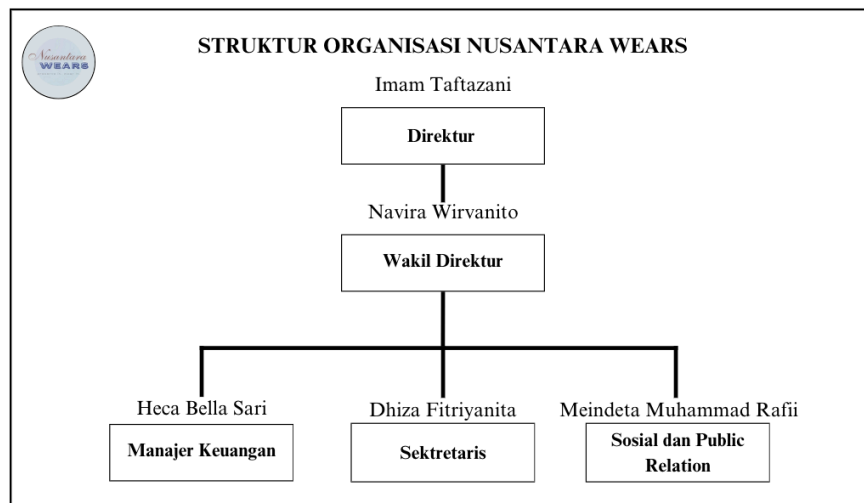 Nusantara
WEARS
STRUKTUR ORGANISASI NUSANTARA WEARS
Imam Taftazani
Direktur
Navira Wirvanito
Wakil Direktur
Heca Bella Sari
Manajer Keuangan
Dhiza Fitriyanita
Sektretaris
Meindeta Muhammad Rafii
Sosial dan Public
Relation